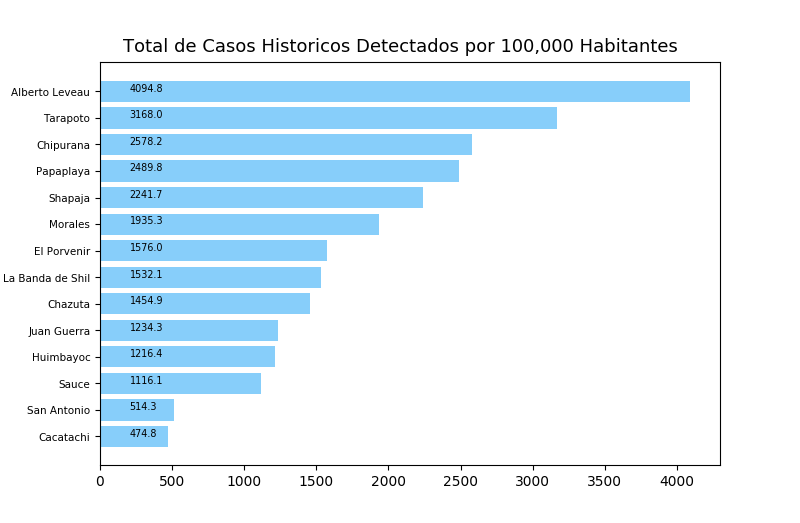 Total de Casos Historicos Detectados por 100,000 Habitantes
Alberto Leveau 4094.8
Tarapoto 3168.0
Chipurana 2578.2
Papaplaya 2489.8
Shapaja 2241.7
Morales 1935.3
El Porvenir 1576.0
La Banda de Shil 1532.1
Chazuta 1454.9
Juan Guerra 1234.3
Huimbayoc 1216.4
Sauce 1116.1
San Antonio 514.3
Cacatachi 474.8
0 500 1000 1500 2000 2500 3000 3500 4000